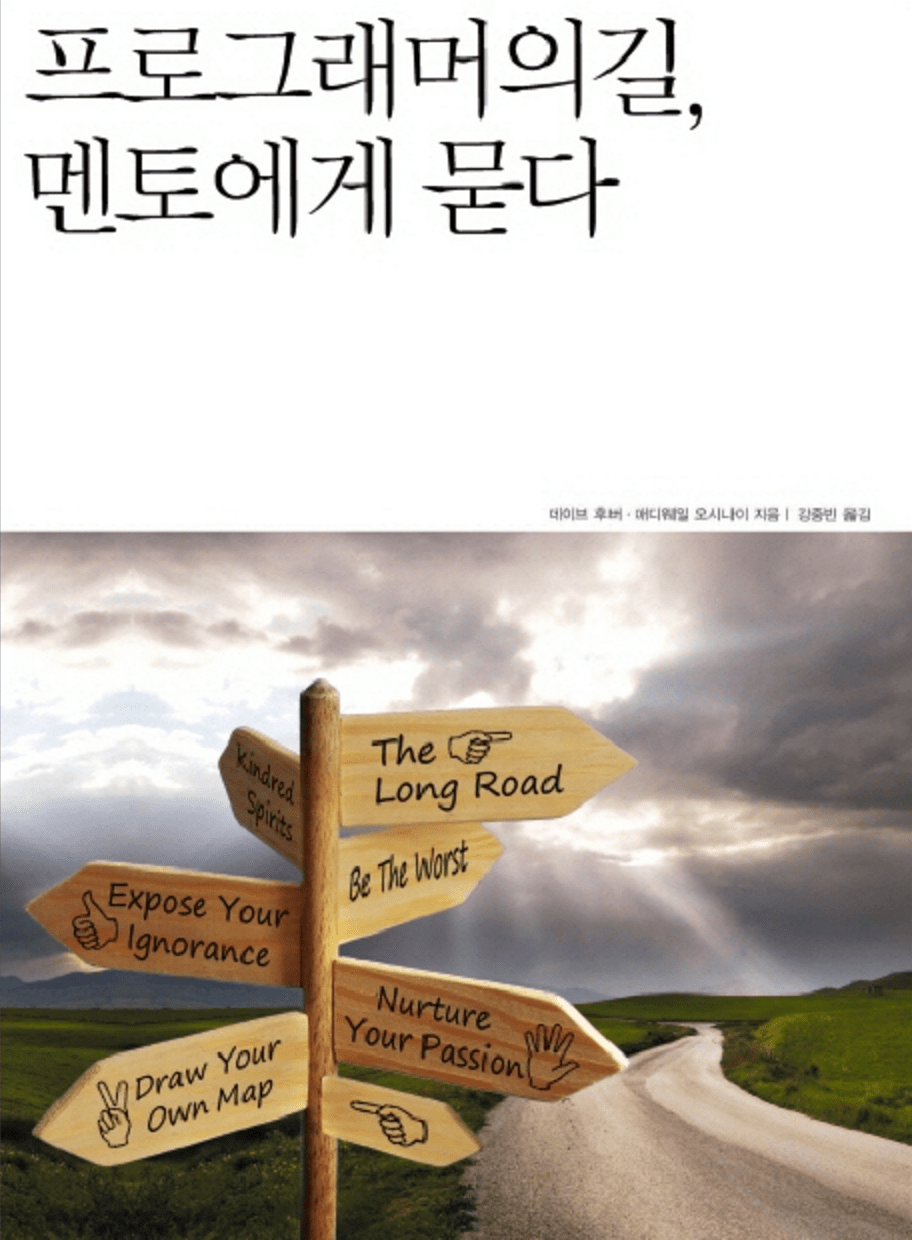 프로그래머의길,
멘토에게 묻다
데이브 후버 · 애디웨일 오시나이 지음 | 강중빈 옮김
The
Long Road
Kindred
Spirits
Be The Worst
Expose Your
Ignorance
Nurture
Your Passion
Draw Your
Own Map